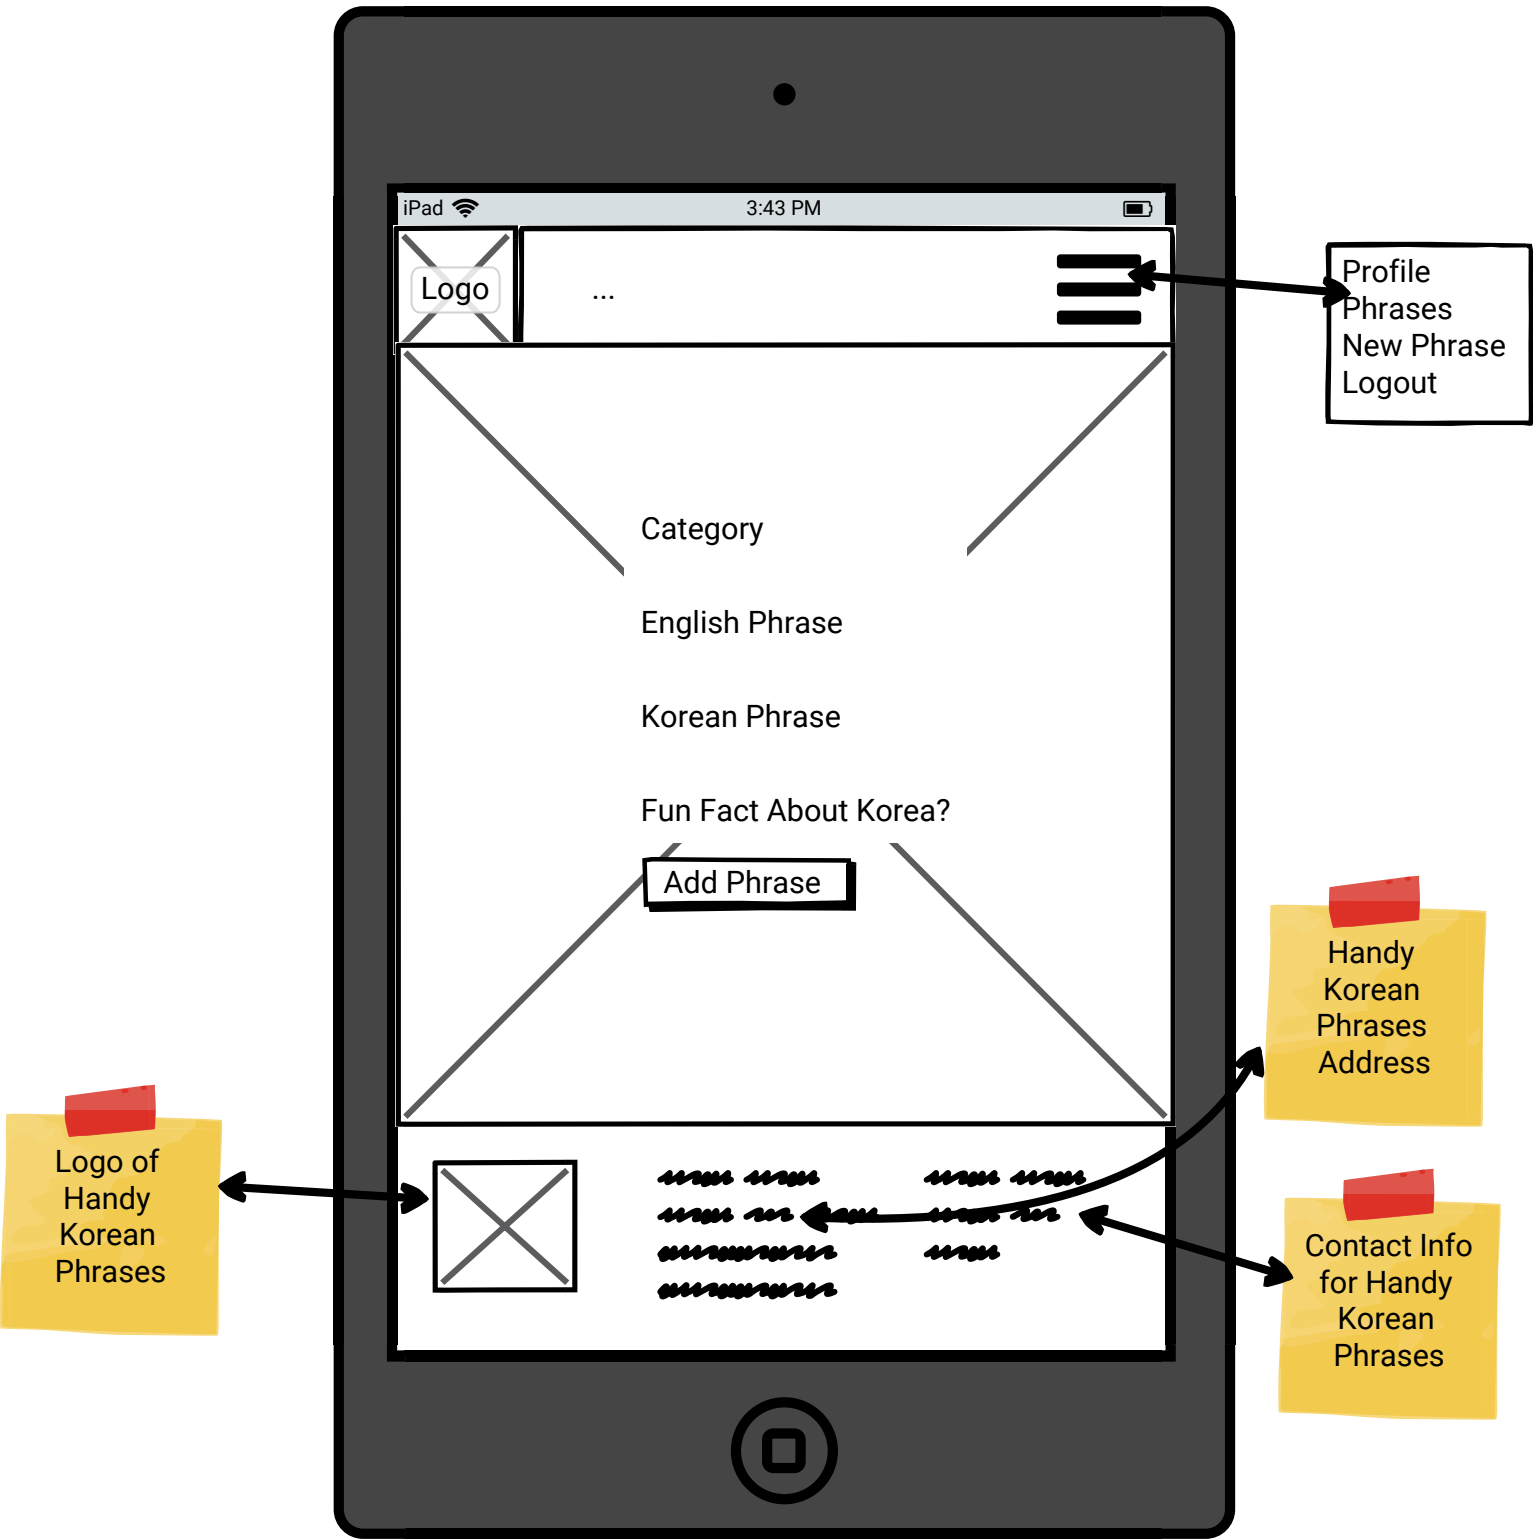 iPad
3:43 PM
Logo
...
Profile
Phrases
New Phrase
Logout
Category
English Phrase
Korean Phrase
Fun Fact About Korea?
Add Phrase
Handy
Korean
Phrases
Address
Logo of
Handy
Korean
Phrases
Contact Info
for Handy
Korean
Phrases